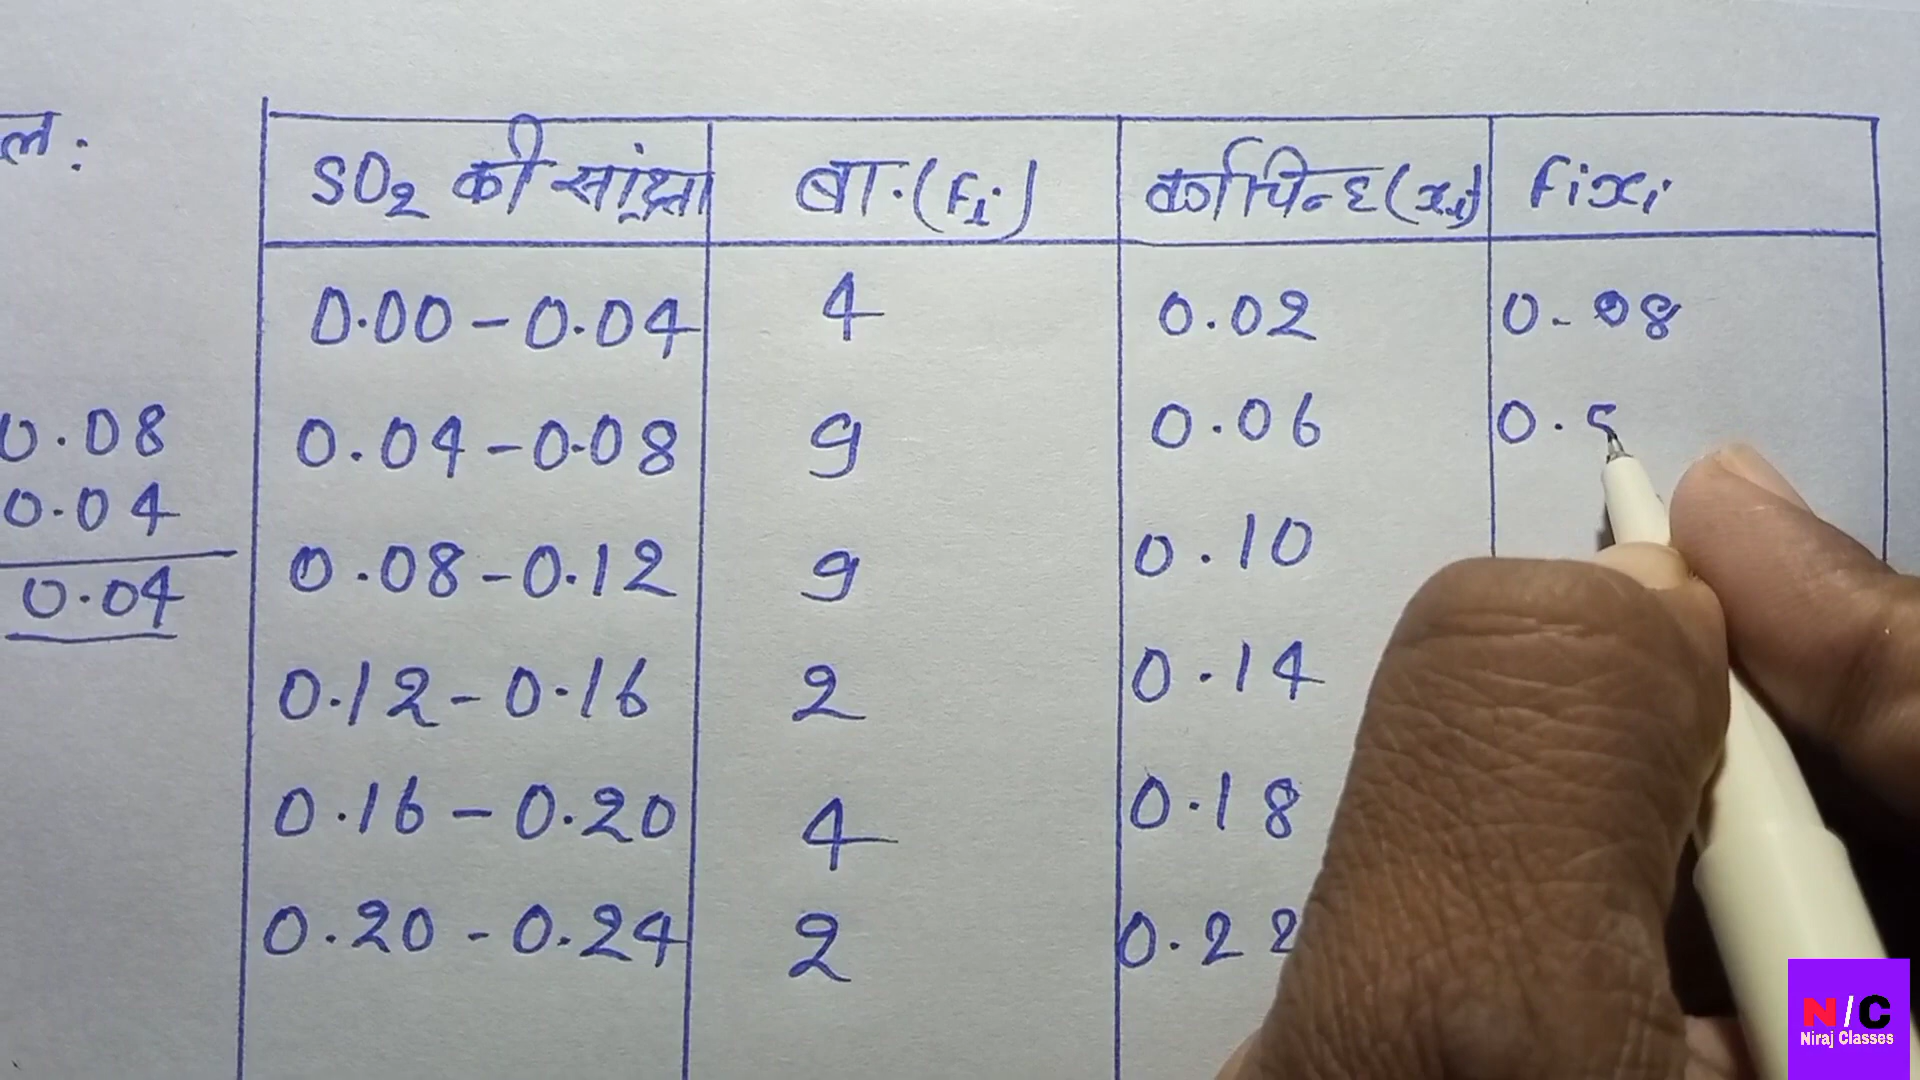 ल:
SO2 की सांद्रता बा.(fi) वर्ग चिन्ह(xi) fixi
0.00-0.04 4 0.02 0.08
0.04-0.08 9 0.06 0.5
0.08-0.12 9 0.10
0.12-0.16 2 0.14
0.16-0.20 4 0.18
0.20-0.24 2 0.22
0.08
0.04
0.04
N/C
Niraj Classes